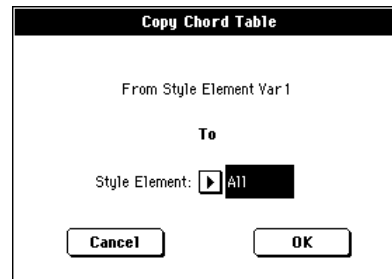 Copy Chord Table
From Style Element Var1
To
Style Element: All
Cancel OK